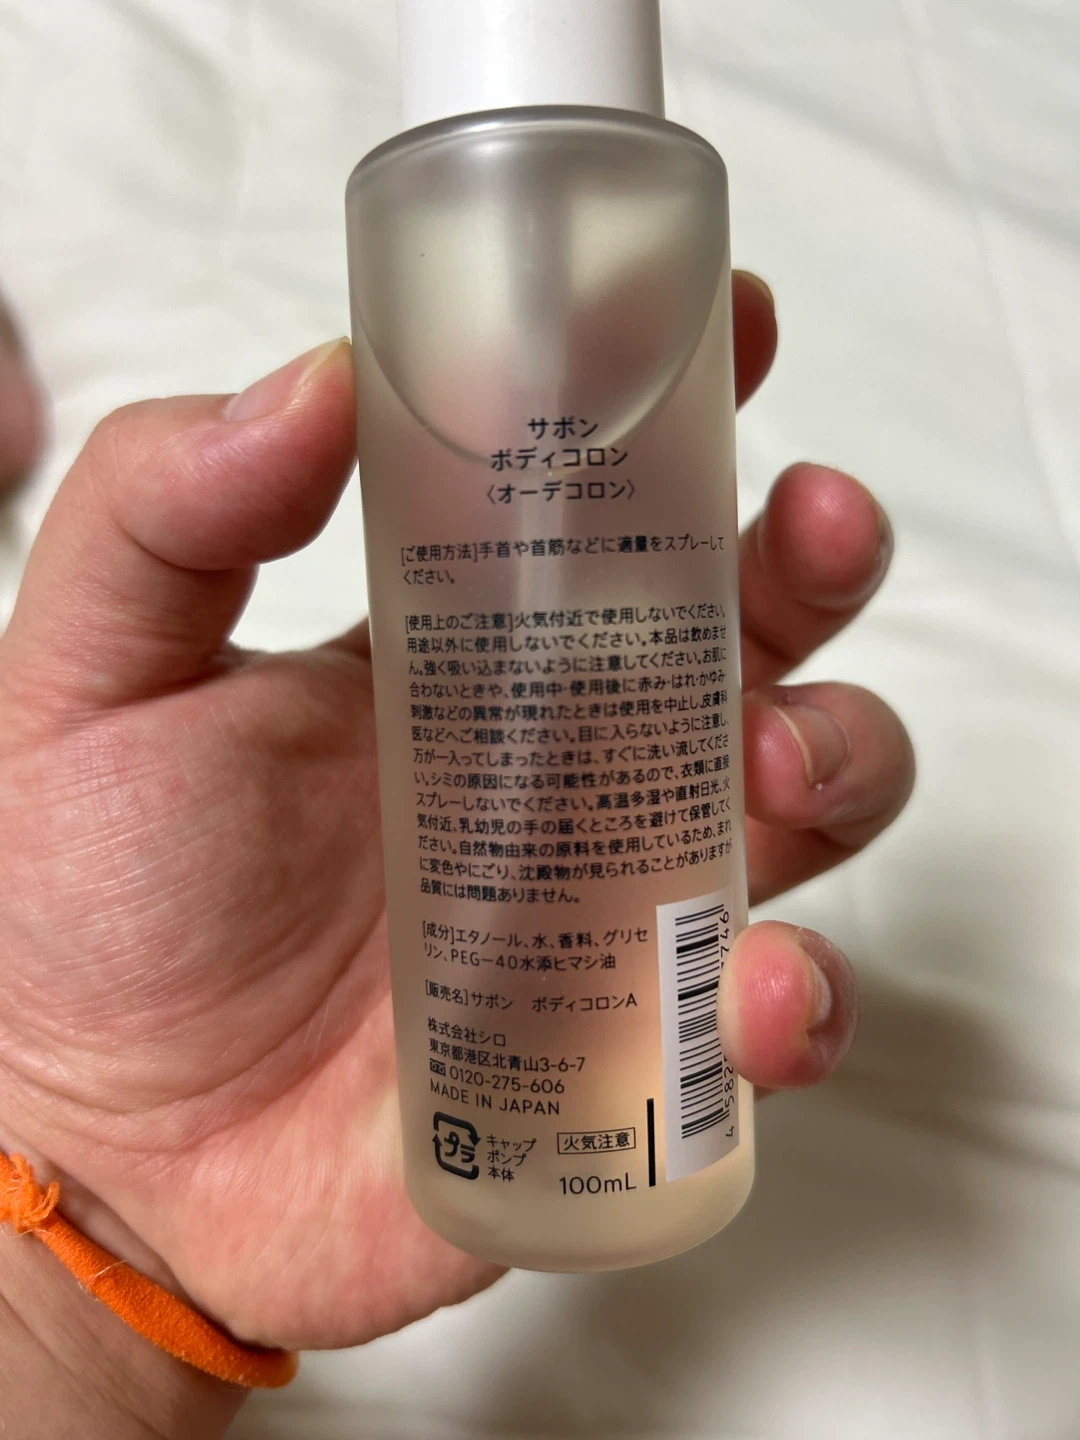 サボン
ボディコロン
〈オーデコロン〉
[ご使用方法]手首や首筋などに適量をスプレーして
ください。
[使用上のご注意]火気付近で使用しないでください。
用途以外に使用しないでください。本品は飲めませ
ん。強く吸い込まないように注意してください。お肌に
合わないときや、使用中・使用後に赤み・はれ・かゆみ・
刺激などの異常が現れたときは使用を中止し、皮膚科
医などへご相談ください。目に入らないように注意し、
万が一入ってしまったときは、すぐに洗い流してくださ
い。シミの原因になる可能性があるので、衣類に直接
スプレーしないでください。高温多湿や直射日光、火
気付近、乳幼児の手の届くところを避けて保管してく
ださい。自然物由来の原料を使用しているため、まれ
に変色やにごり、沈殿物が見られることがありますが
品質には問題ありません。
[成分]エタノール、水、香料、グリセ
リン、PEG-40水添ヒマシ油
[販売名]サボン ボディコロンA
株式会社シロ
東京都港区北青山3-6-7
0120-275-606
MADE IN JAPAN
プラ
キャップ
ポンプ
本体
火気注意
100mL